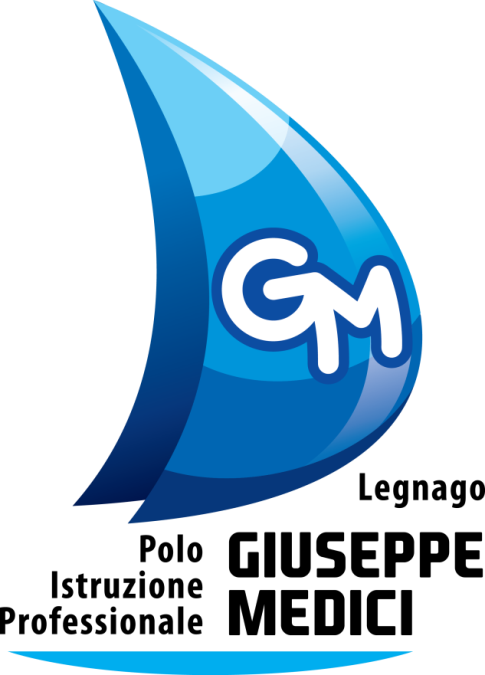 GM
Legnago
Polo
Istruzione
Professionale
GIUSEPPE
MEDICI